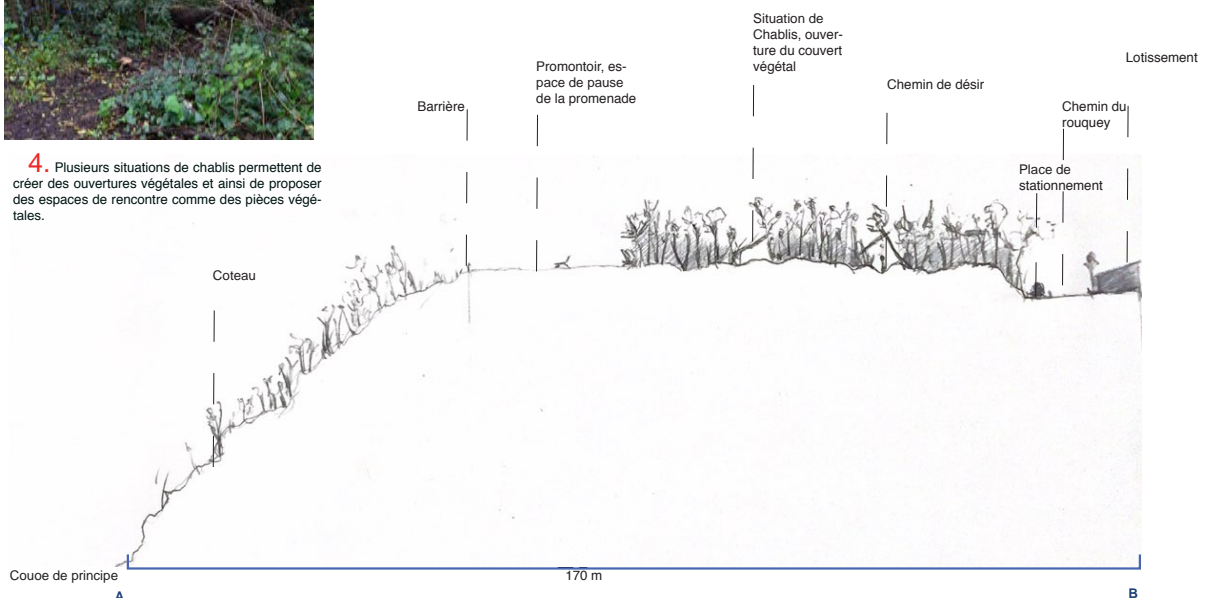 4. Plusieurs situations de chablis permettent de
créer des ouvertures végétales et ainsi de proposer
des espaces de rencontre comme des pièces végé-
tales.
Coteau
Barrière
Promontoir, es-
pace de pause
de la promenade
Situation de
Chablis, ouver-
ture du couvert
végétal
Chemin de désir
Lotissement
Chemin du
rouquey
Place de
stationnement
Couoe de principe
170 m
A
B